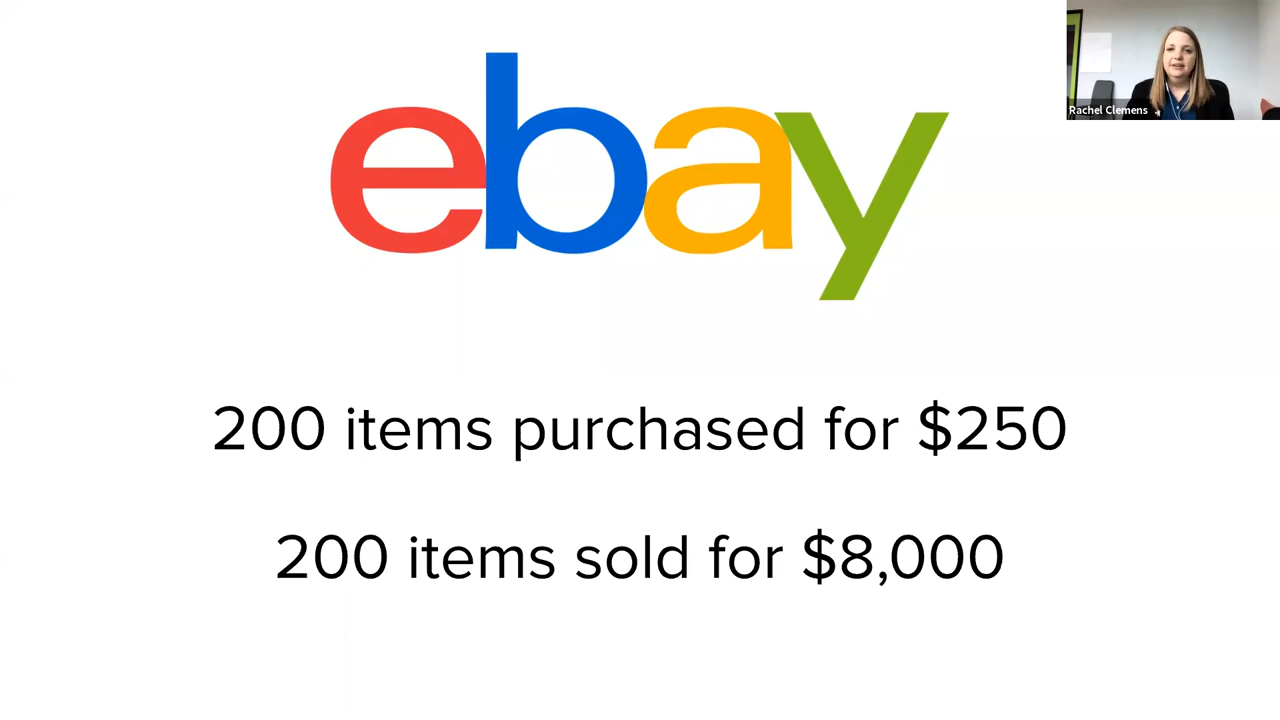 ebay
Rachel Clemens
200 items purchased for $250
200 items sold for $8,000